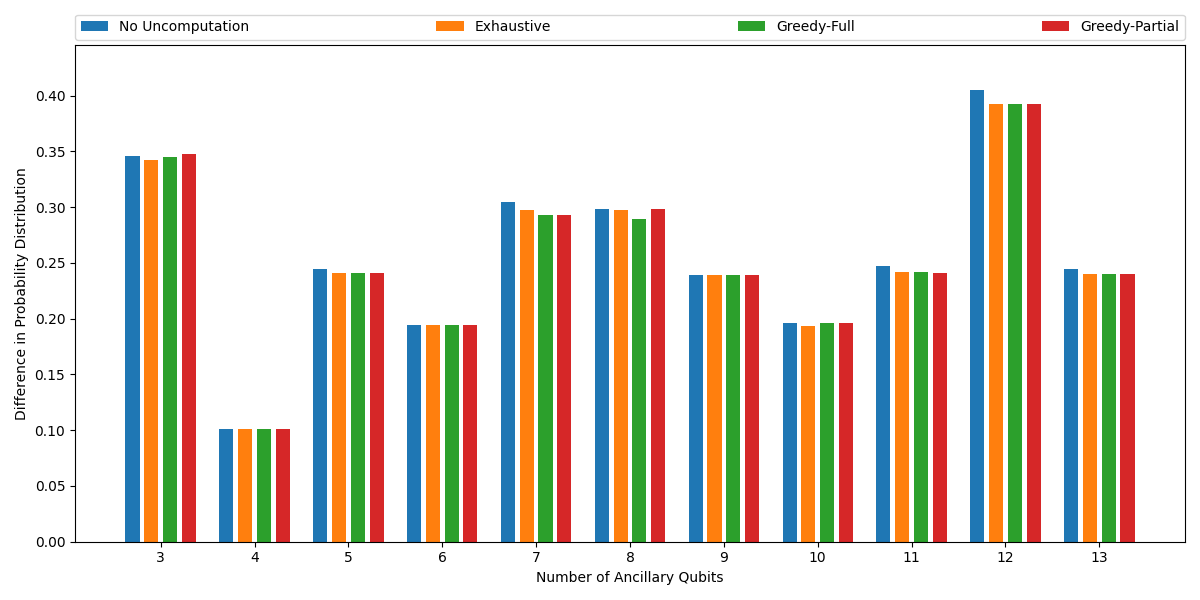 No Uncomputation Exhaustive Greedy-Full Greedy-Partial
Difference in Probability Distribution
0.40
0.35
0.30
0.25
0.20
0.15
0.10
0.05
0.00
3 4 5 6 7 8 9 10 11 12 13
Number of Ancillary Qubits